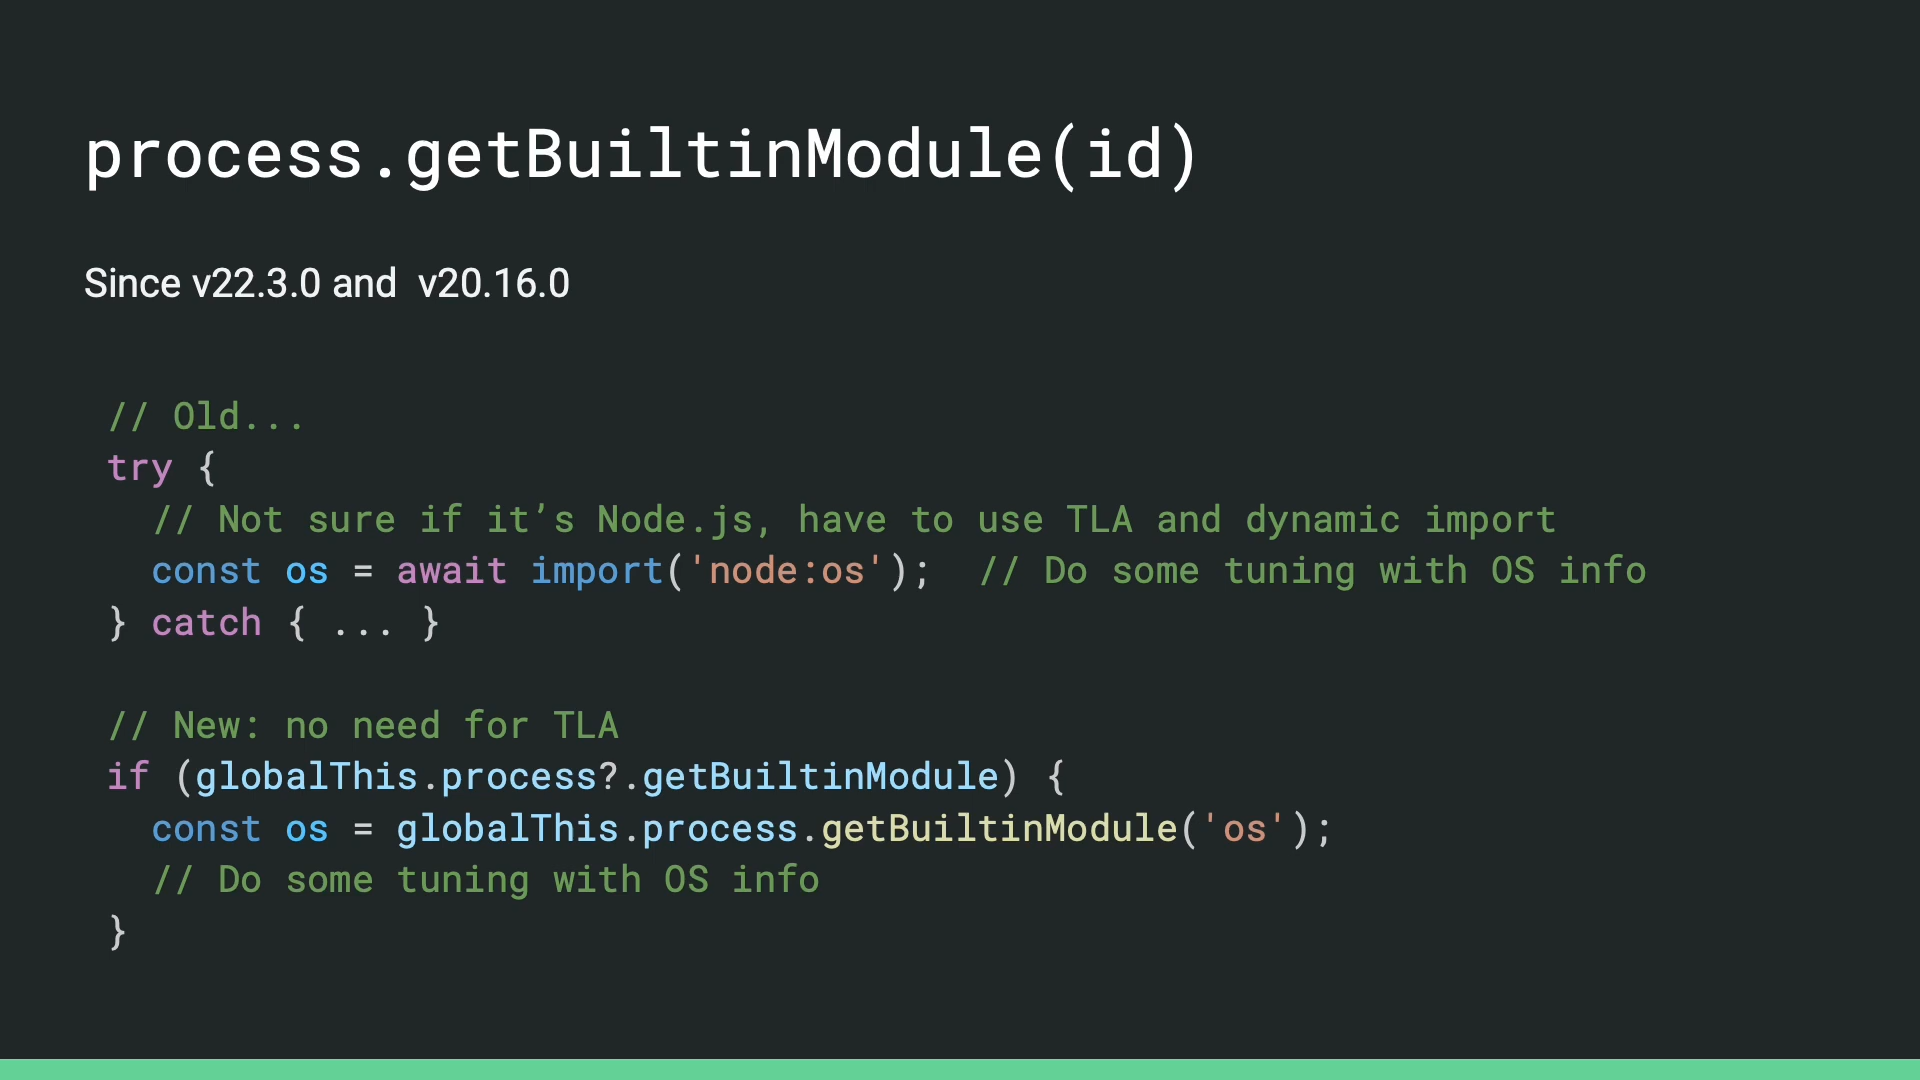 process.getBuiltinModule(id)
Since v22.3.0 and  v20.16.0
// Old...
try {
  // Not sure if it’s Node.js, have to use TLA and dynamic import
  const os = await import('node:os');  // Do some tuning with OS info
} catch { ... }
// New: no need for TLA
if (globalThis.process?.getBuiltinModule) {
  const os = globalThis.process.getBuiltinModule('os');
  // Do some tuning with OS info
}